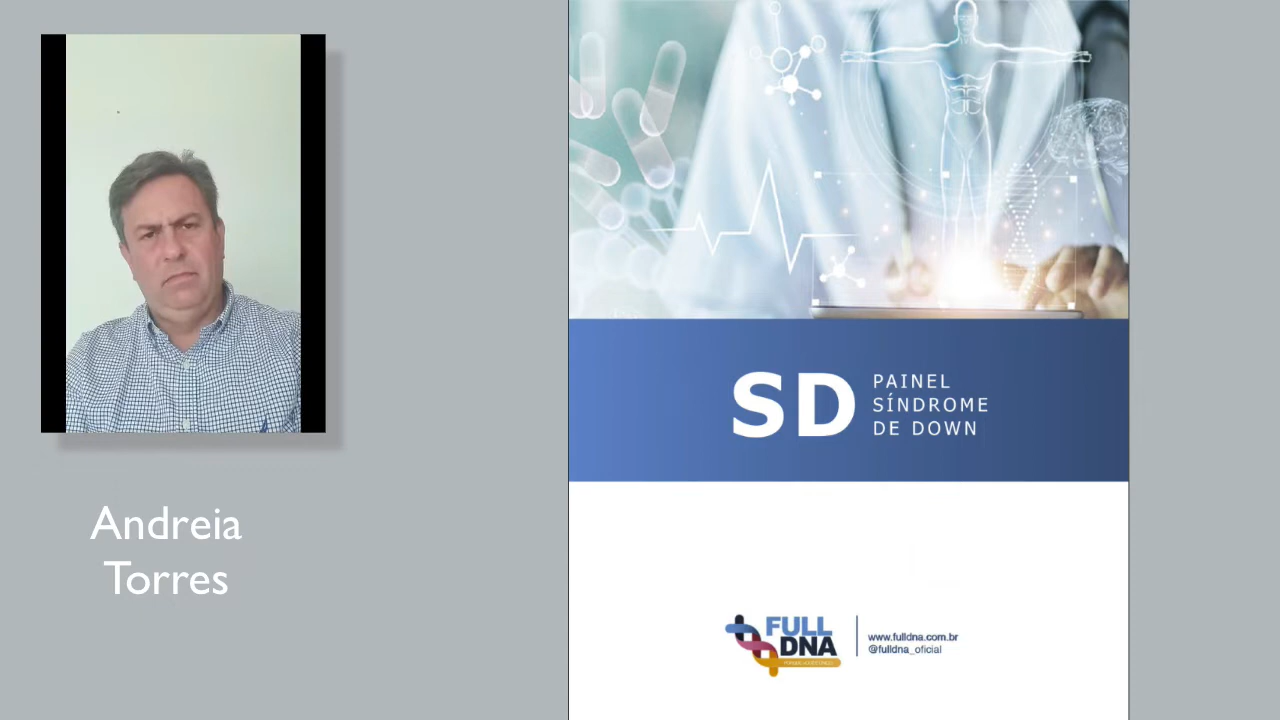 Andreia
Torres
SD
PAINEL
SÍNDROME
DE DOWN
FULL
DNA
www.fulldna.com.br
@fulldna_oficial